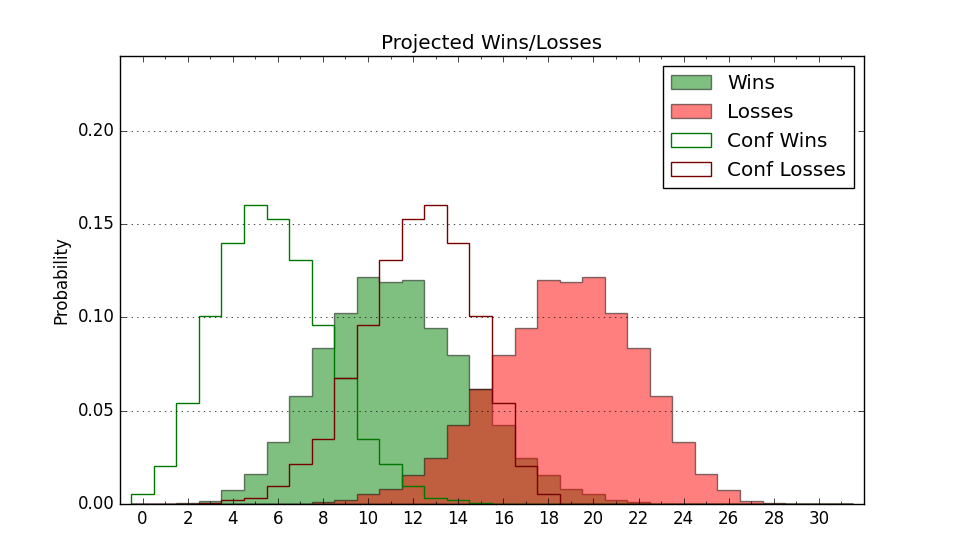 Projected Wins/Losses
Wins
Losses
Conf Wins
Conf Losses
Probability
0.20
0.15
0.10
0.05
0.00
0 2 4 6 8 10 12 14 16 18 20 22 24 26 28 30